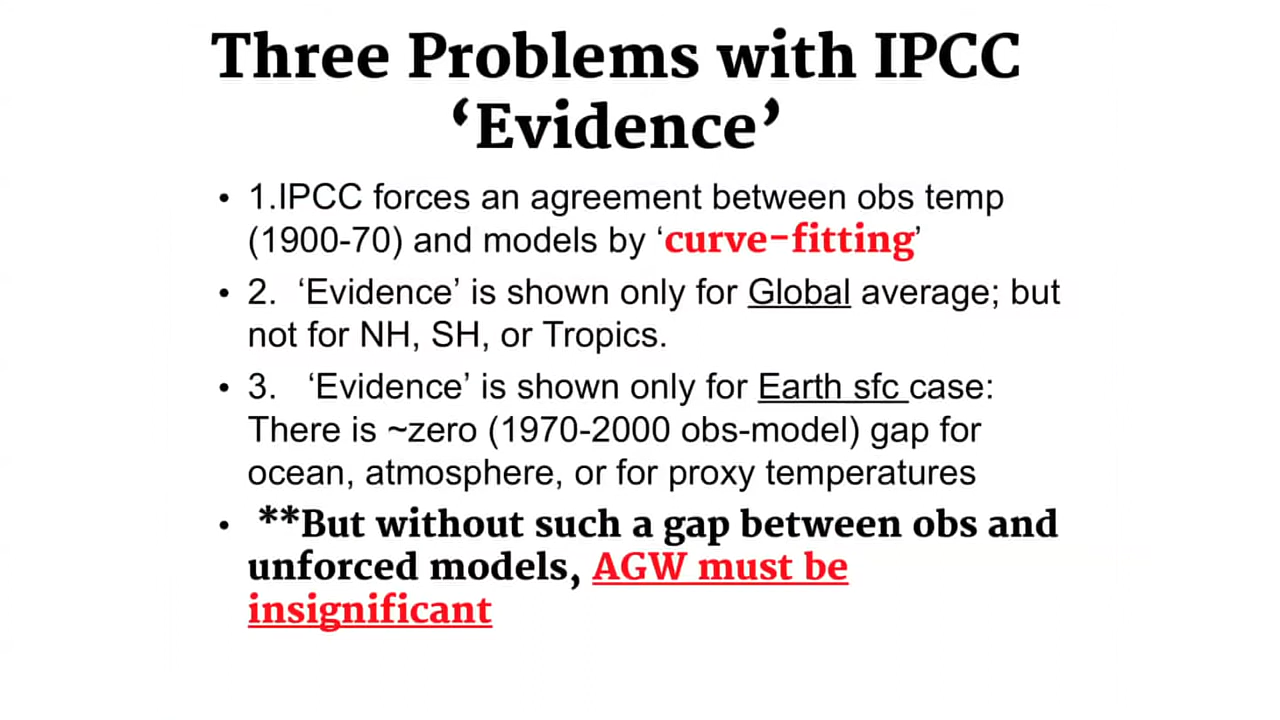 Three Problems with IPCC
‘Evidence’
• 1.IPCC forces an agreement between obs temp
(1900-70) and models by ‘curve-fitting’
• 2. ‘Evidence’ is shown only for Global average; but
not for NH, SH, or Tropics.
• 3. ‘Evidence’ is shown only for Earth sfc case:
There is ~zero (1970-2000 obs-model) gap for
ocean, atmosphere, or for proxy temperatures
• **But without such a gap between obs and
unforced models, AGW must be
insignificant